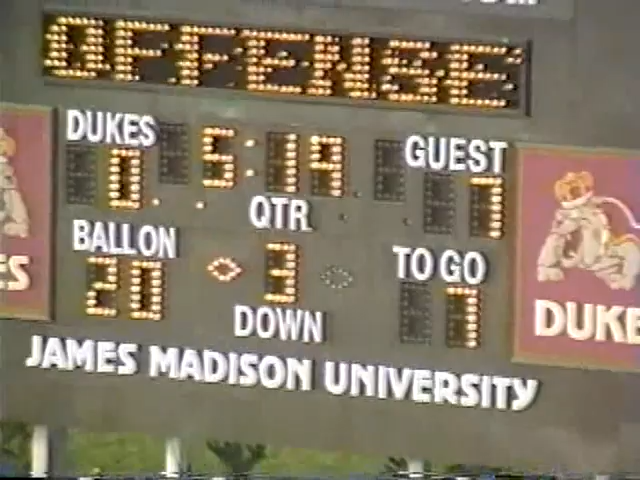 OFFENSE
DUKES 5:19 GUEST
0 7
QTR
BALL ON TO GO
20 3 7
DOWN
JAMES MADISON UNIVERSITY
ES
DUKE